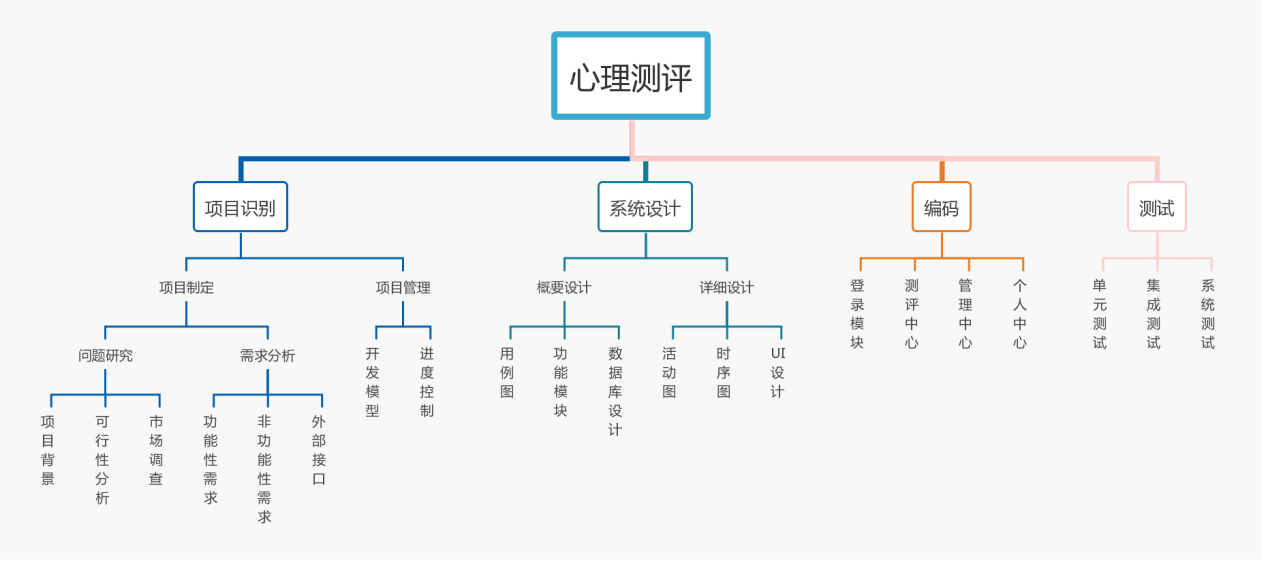 心理测评
项目识别
系统设计
编码
测试
项目制定
项目管理
概要设计
详细设计
登录模块
测评中心
管理中心
个人中心
单元测试
集成测试
系统测试
问题研究
需求分析
开发模型
进度控制
用例图
功能模块
数据库设计
活动图
时序图
UI设计
项目背景
可行性分析
市场调查
功能性需求
非功能性需求
外部接口